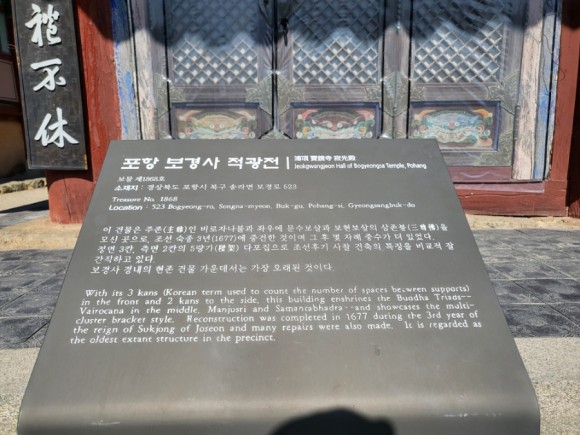 禮不休
포항 보경사 적광전 | 浦項 寶鏡寺 寂光殿
Jeokgwangjeon Hall of Bogyeongsa Temple, Pohang
보물 제1868호
소재지 : 경상북도 포항시 북구 송라면 보경로 523
Treasure No. 1868
Location : 523 Bogyeong-ro, Songna-myeon, Buk-gu, Pohang-si, Gyeongsangbuk-do
이 건물은 주존(主尊)인 비로자나불과 좌우에 문수보살과 보현보살의 삼존불(三尊佛)을
모신 곳으로, 조선 숙종 3년(1677)에 중건한 것이며 그 후 몇 차례 중수가 더 있었다.
정면 3칸, 측면 2칸의 5량가(樑架) 다포집으로 조선후기 사찰 건축의 특징을 비교적 잘
간직하고 있다.
보경사 경내의 현존 건물 가운데서는 가장 오래된 것이다.
With its 3 kans (Korean term used to count the number of spaces between supports)
in the front and 2 kans to the side, this building enshrines the Buddha Triads--
Vairocana in the middle, Manjusri and Samantabhadra--and showcases the multi-
cluster bracket style. Reconstruction was completed in 1677 during the 3rd year of
the reign of Sukjong of Joseon and many repairs were also made. It is regarded as
the oldest extant structure in the precinct.